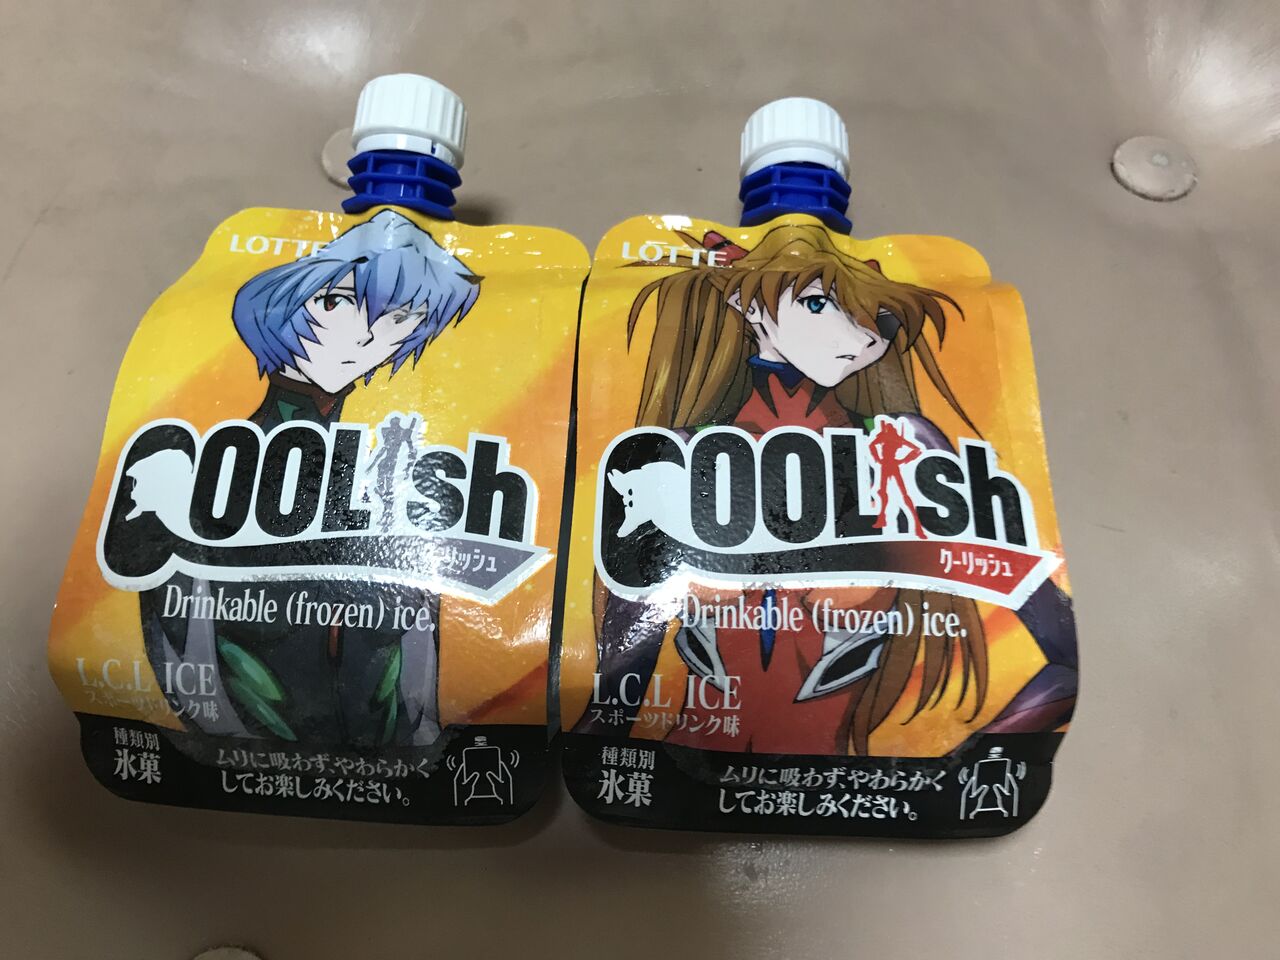 LOTTE
COOLish
クーリッシュ
Drinkable (frozen) ice.
L.C.L ICE
スポーツドリンク味
種類別
氷菓
ムリに吸わず、やわらかく
してお楽しみください。
LOTTE
COOLish
クーリッシュ
Drinkable (frozen) ice.
L.C.L ICE
スポーツドリンク味
種類別
氷菓
ムリに吸わず、やわらかく
してお楽しみください。